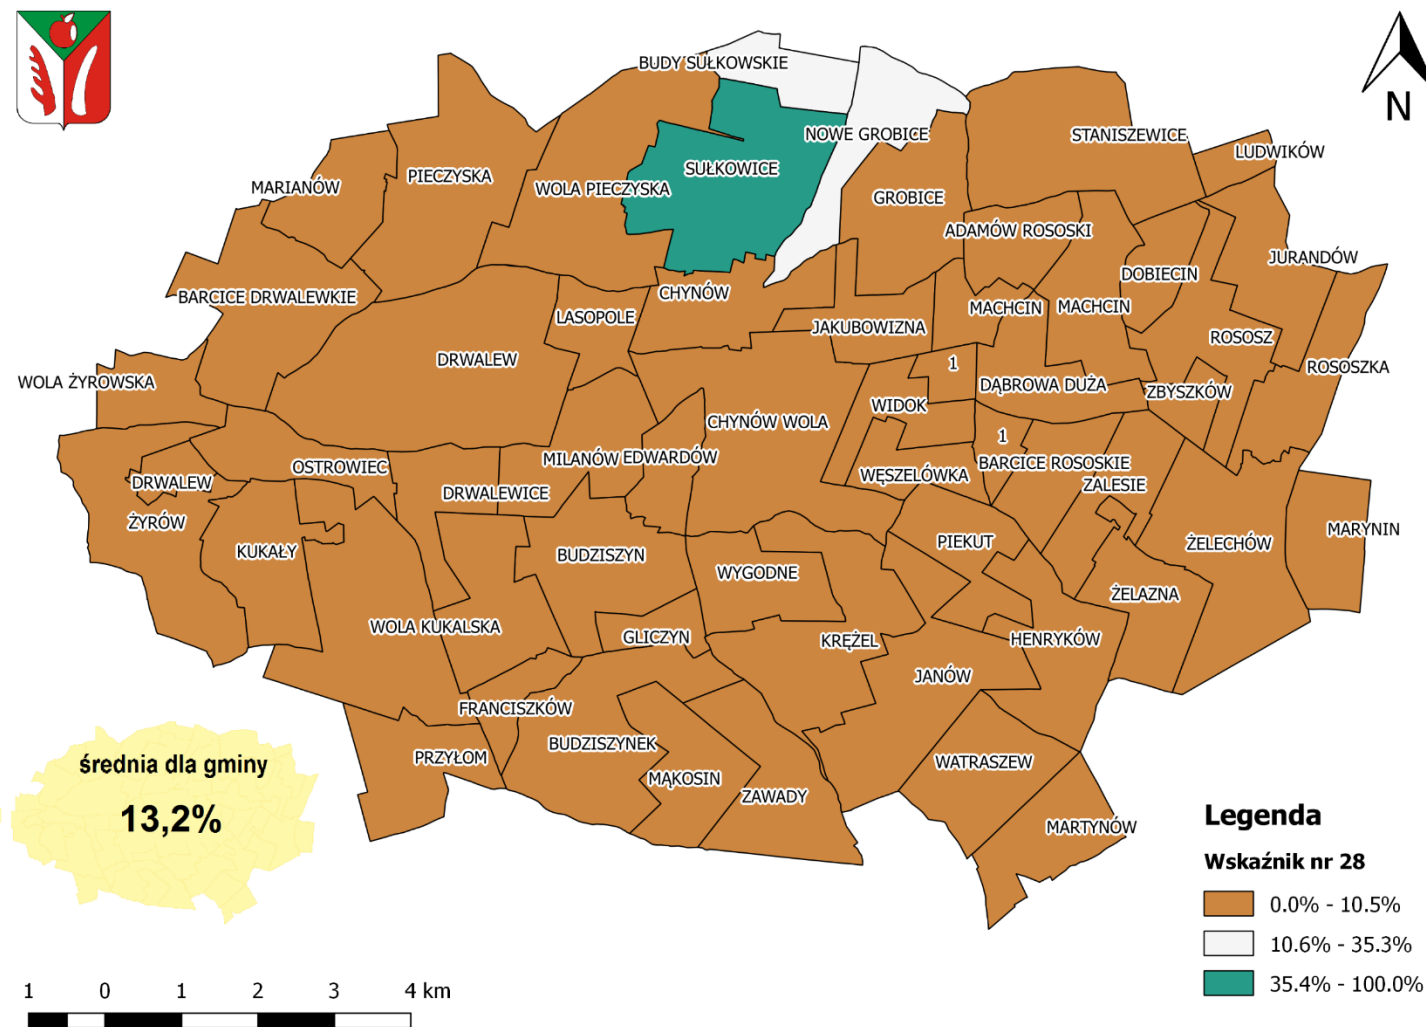 N
BUDY SUŁKOWSKIE
NOWE GROBICE
STANISZEWICE
LUDWIKÓW
SUŁKOWICE
PIECZYSKA
MARIANÓW
WOLA PIECZYSKA
GROBICE
ADAMÓW ROSOSKI
JURANDÓW
DOBIECIN
BARCICE DRWALEWKIE
CHYNÓW
LASOPOLE
MACHCIN
MACHCIN
JAKUBOWIZNA
ROSOSZ
DRWALEW
ROSOSZKA
1
WOLA ŻYROWSKA
DĄBROWA DUŻA
ZBYSZKÓW
WIDOK
CHYNÓW WOLA
1
MILANÓW
EDWARDÓW
BARCICE ROSOSKIE
OSTROWIEC
WĘSZELÓWKA
ZALESIE
DRWALEW
DRWALEWICE
ŻYRÓW
MARYNIN
PIEKUT
ŻELECHÓW
KUKAŁY
BUDZISZYN
WYGODNE
ŻELAZNA
WOLA KUKALSKA
GLICZYN
KRĘŻEL
HENRYKÓW
JANÓW
FRANCISZKÓW
BUDZISZYNEK
PRZYŁOM
WATRASZEW
MĄKOSIN
ZAWADY
MARTYNÓW
średnia dla gminy
13,2%
Legenda
Wskaźnik nr 28
0.0% - 10.5%
10.6% - 35.3%
35.4% - 100.0%
1 0 1 2 3 4 km